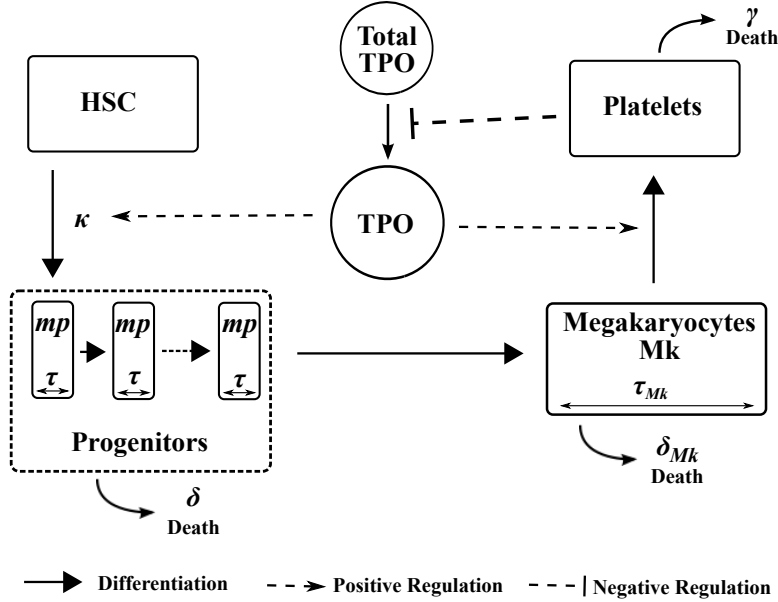 Total
TPO
γ
Death
HSC
Platelets
κ
TPO
mp
mp
mp
τ
τ
τ
Progenitors
Megakaryocytes
Mk
τMk
δ
Death
δMk
Death
Differentiation
Positive Regulation
Negative Regulation